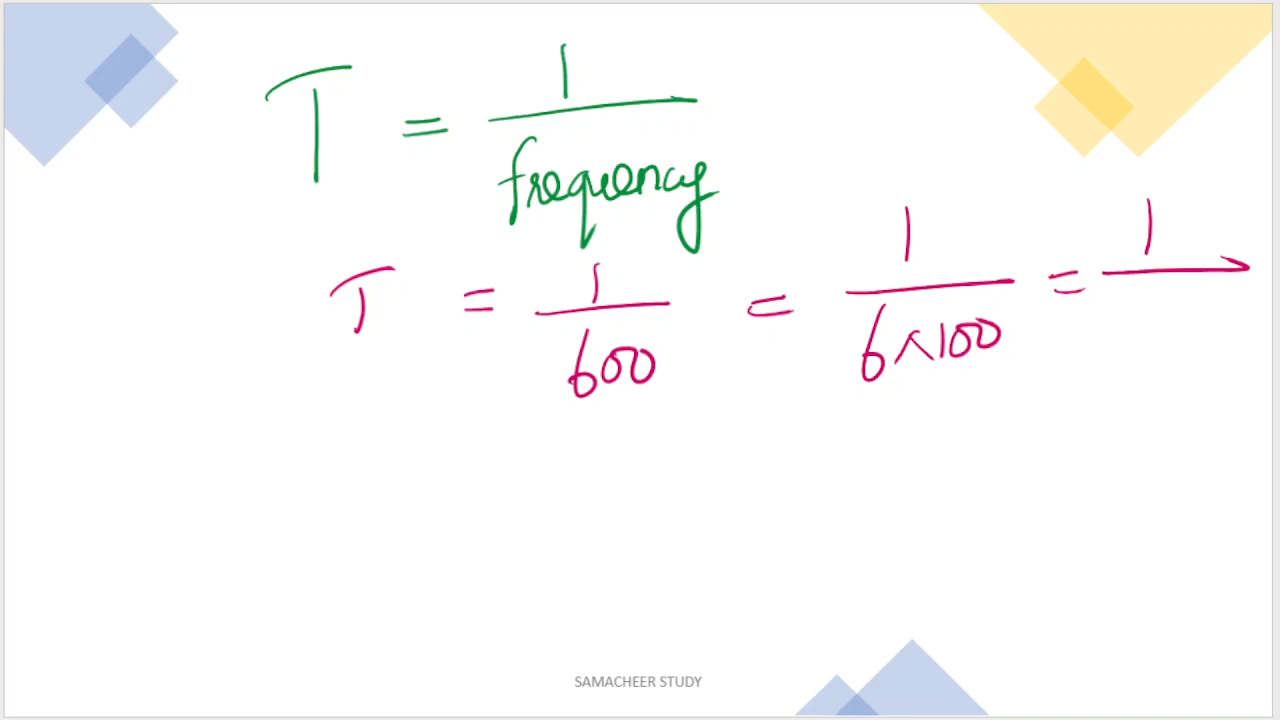 T = 1/frequency
T = 1/600 = 1/6×100 = 1/
SAMACHEER STUDY